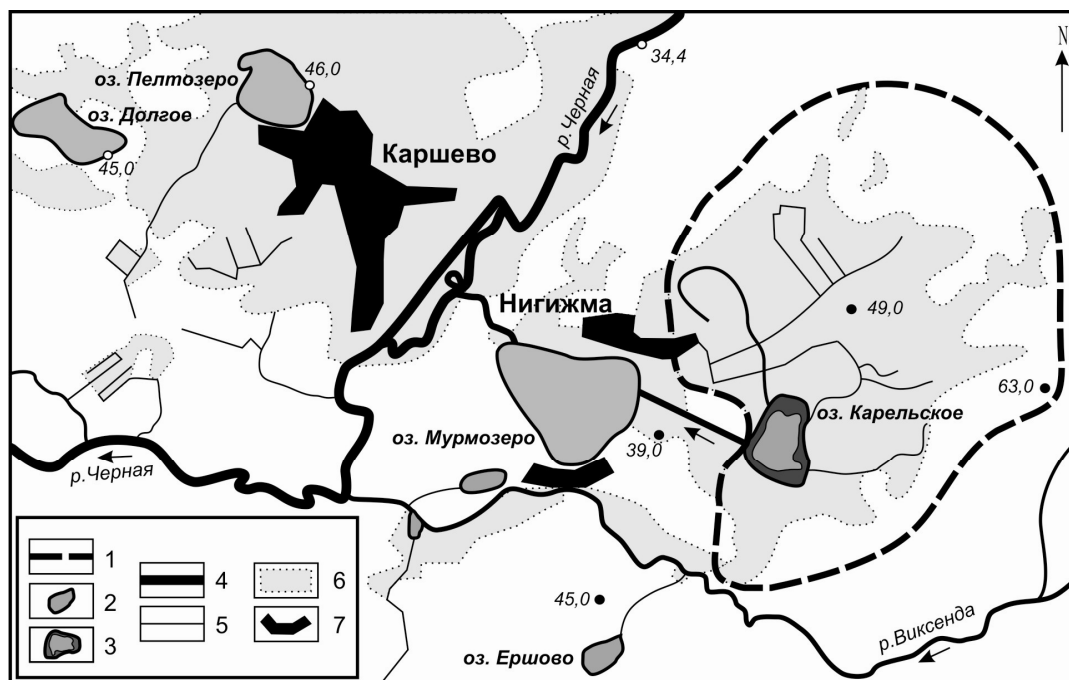 N
34,4
оз. Пелтозеро
46,0
оз. Долгое
45,0
р. Черная
Каршево
Нигижма
49,0
63,0
оз. Карельское
оз. Мурмозеро
39,0
р.Черная
45,0
оз. Ершово
р.Виксенда
1
2
3
4
5
6
7